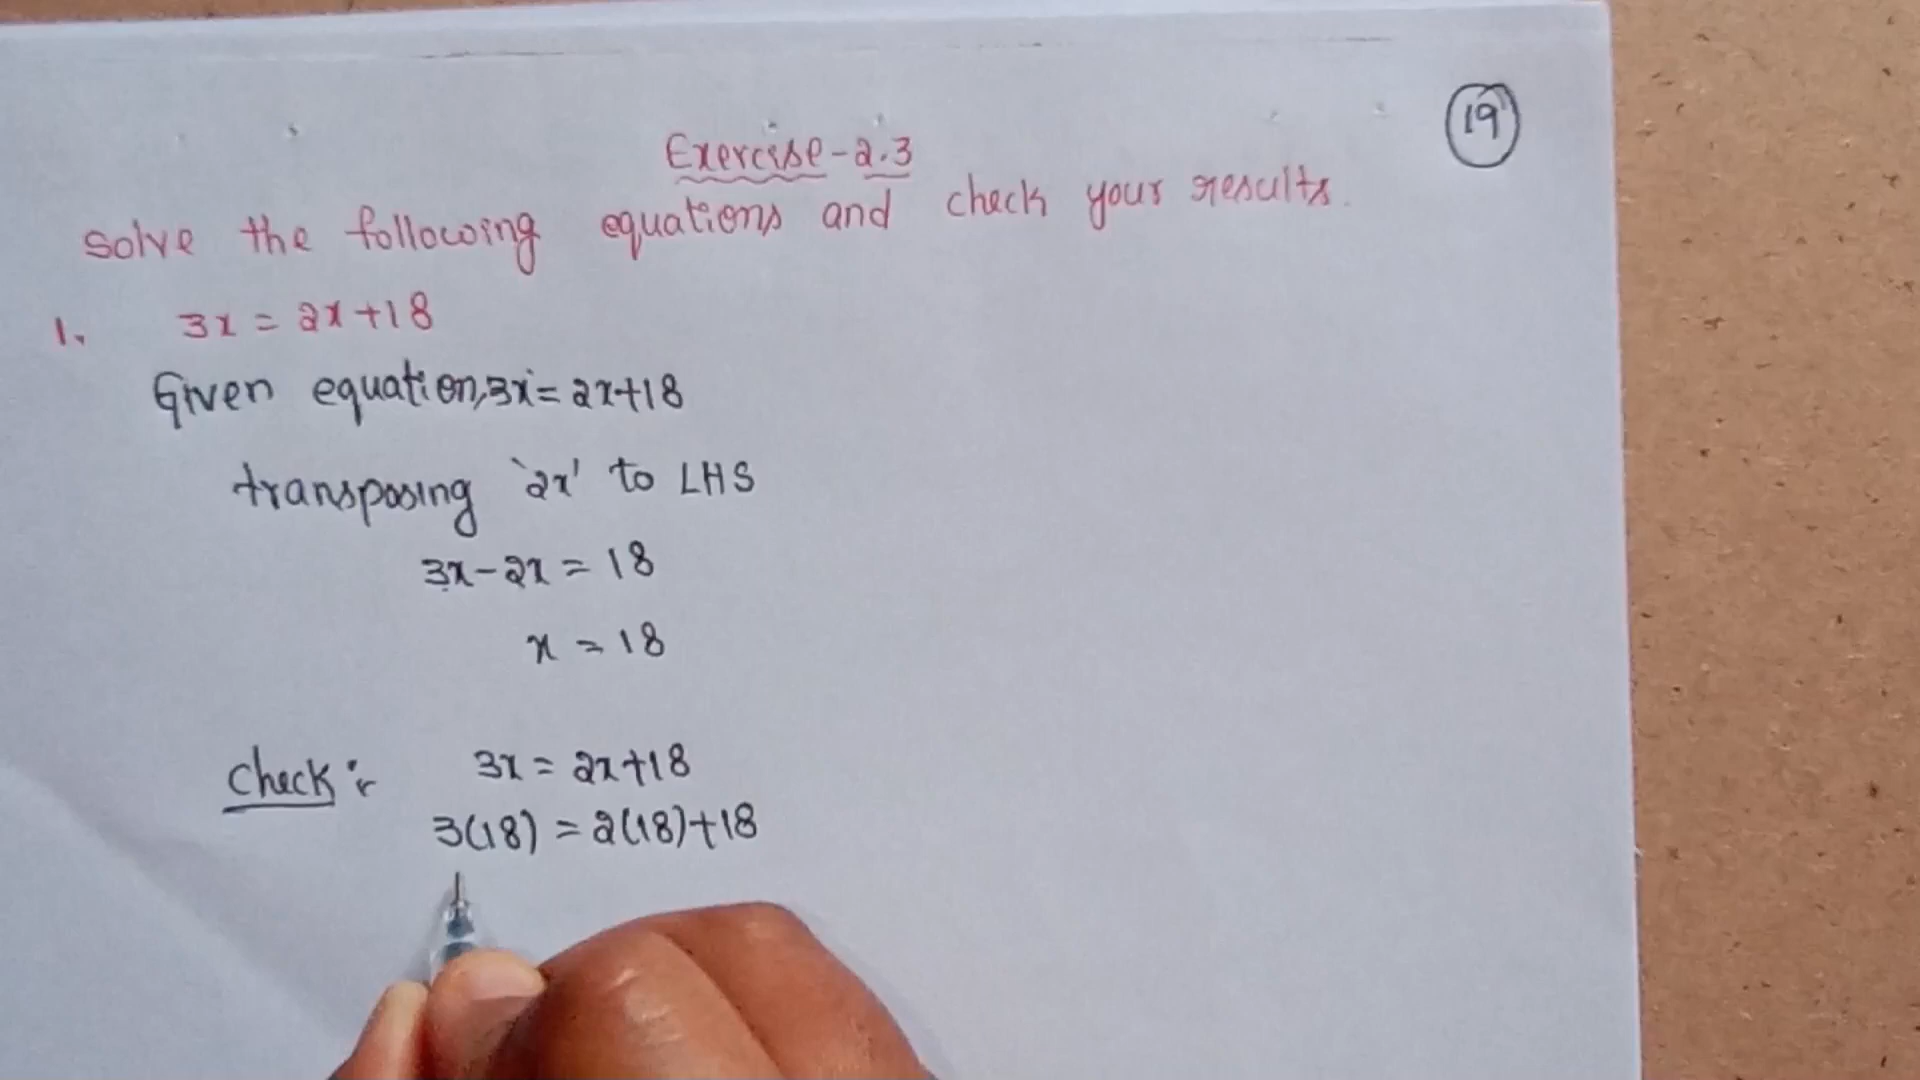 19
Exercise-2.3
Solve the following equations and check your results.
1. 3x = 2x+18
Given equation, 3x = 2x+18
transposing '2x' to LHS
3x-2x = 18
x = 18
Check :- 3x = 2x+18
3(18) = 2(18)+18